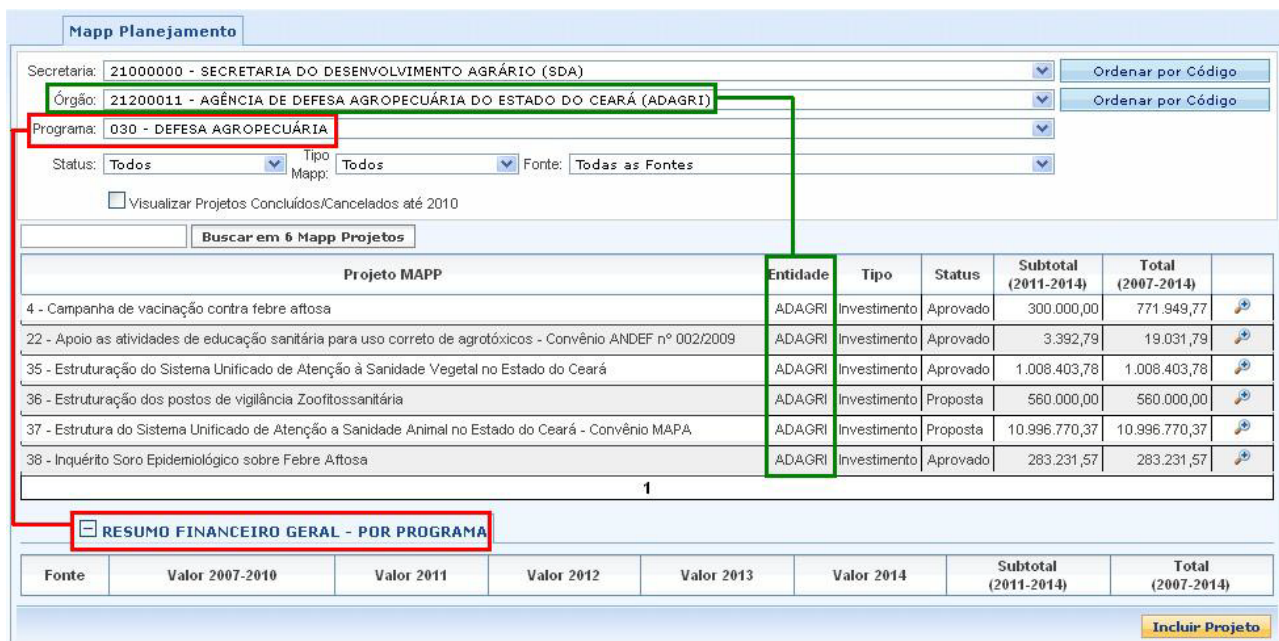 Mapp Planejamento
Secretaria: 21000000 - SECRETARIA DO DESENVOLVIMENTO AGRÁRIO (SDA) Ordenar por Código
Órgão: 21200011 - AGÊNCIA DE DEFESA AGROPECUÁRIA DO ESTADO DO CEARÁ (ADAGRI) Ordenar por Código
Programa: 030 - DEFESA AGROPECUÁRIA
Status: Todos Tipo Mapp: Todos Fonte: Todas as Fontes
Visualizar Projetos Concluídos/Cancelados até 2010
Buscar em 6 Mapp Projetos
Projeto MAPP Entidade Tipo Status Subtotal (2011-2014) Total (2007-2014)
4 - Campanha de vacinação contra febre aftosa ADAGRI Investimento Aprovado 300.000,00 771.949,77
22 - Apoio as atividades de educação sanitária para uso correto de agrotóxicos - Convênio ANDEF nº 002/2009 ADAGRI Investimento Aprovado 3.392,79 19.031,79
35 - Estruturação do Sistema Unificado de Atenção à Sanidade Vegetal no Estado do Ceará ADAGRI Investimento Aprovado 1.008.403,78 1.008.403,78
36 - Estruturação dos postos de vigilância Zoofitossanitária ADAGRI Investimento Proposta 560.000,00 560.000,00
37 - Estrutura do Sistema Unificado de Atenção a Sanidade Animal no Estado do Ceará - Convênio MAPA ADAGRI Investimento Proposta 10.996.770,37 10.996.770,37
38 - Inquérito Soro Epidemiológico sobre Febre Aftosa ADAGRI Investimento Aprovado 283.231,57 283.231,57
1
RESUMO FINANCEIRO GERAL - POR PROGRAMA
Fonte Valor 2007-2010 Valor 2011 Valor 2012 Valor 2013 Valor 2014 Subtotal (2011-2014) Total (2007-2014)
Incluir Projeto